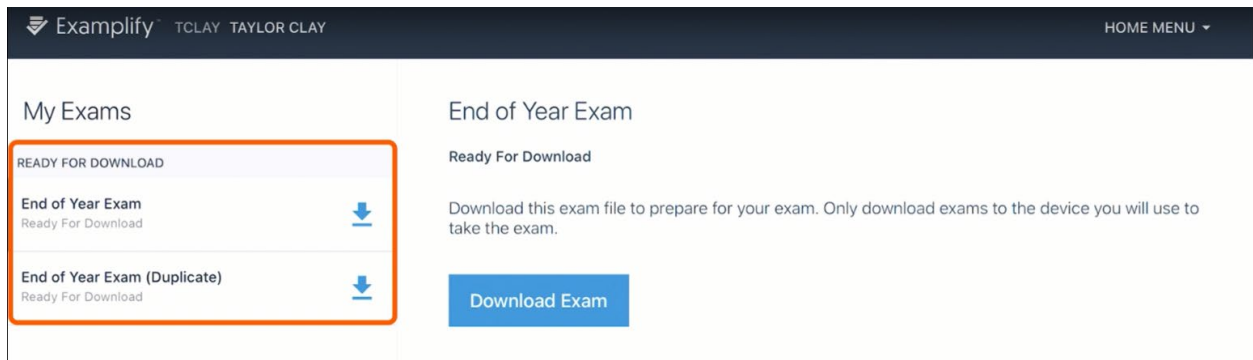 Examplify TCLAY TAYLOR CLAY
HOME MENU
My Exams
READY FOR DOWNLOAD
End of Year Exam
Ready For Download
End of Year Exam (Duplicate)
Ready For Download
End of Year Exam
Ready For Download
Download this exam file to prepare for your exam. Only download exams to the device you will use to
take the exam.
Download Exam